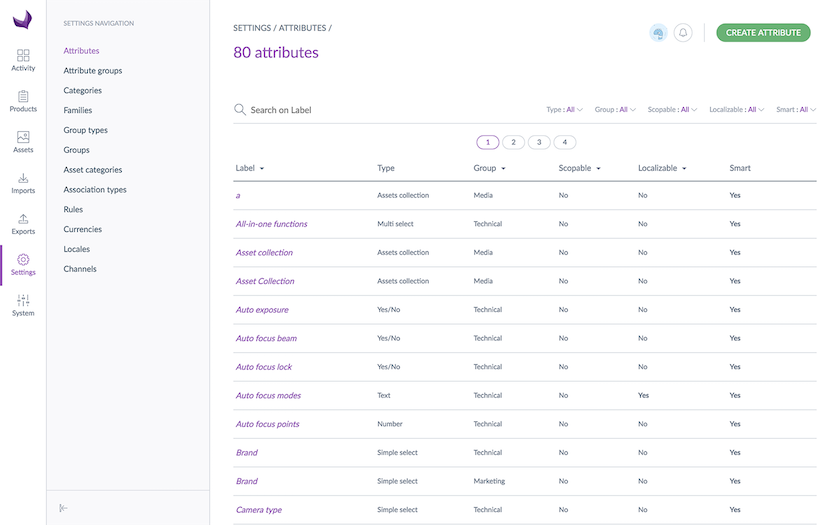 Activity
Products
Assets
Imports
Exports
Settings
System
SETTINGS NAVIGATION
Attributes
Attribute groups
Categories
Families
Group types
Groups
Asset categories
Association types
Rules
Currencies
Locales
Channels
SETTINGS / ATTRIBUTES /
CREATE ATTRIBUTE
80 attributes
Search on Label Type : All Group : All Scopable : All Localizable : All Smart : All
1 2 3 4
Label Type Group Scopable Localizable Smart
a Assets collection Media No No Yes
All-in-one functions Multi select Technical No No Yes
Asset collection Assets collection Media No No Yes
Asset Collection Assets collection Media No No Yes
Auto exposure Yes/No Technical No No Yes
Auto focus beam Yes/No Technical No No Yes
Auto focus lock Yes/No Technical No No Yes
Auto focus modes Text Technical No Yes Yes
Auto focus points Number Technical No No Yes
Brand Simple select Technical No No Yes
Brand Simple select Marketing No No Yes
Camera type Simple select Technical No No Yes